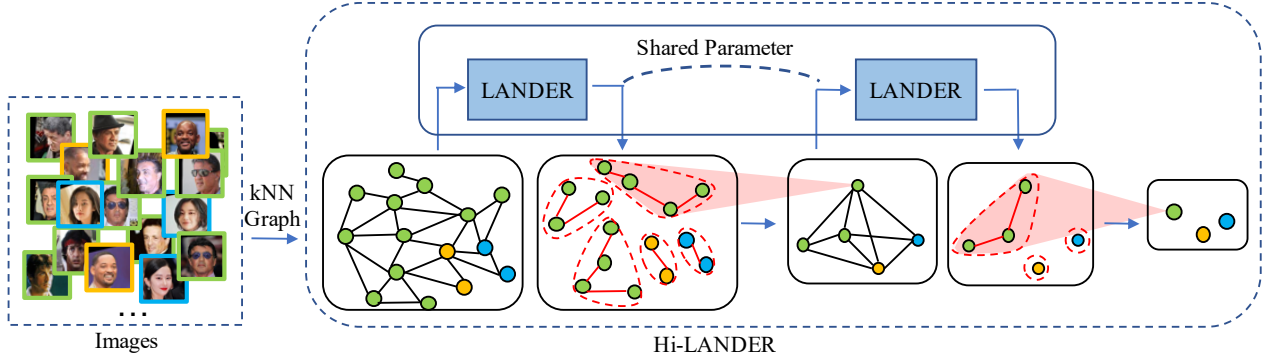 Shared Parameter
LANDER
LANDER
kNN
Graph
...
Images
Hi-LANDER